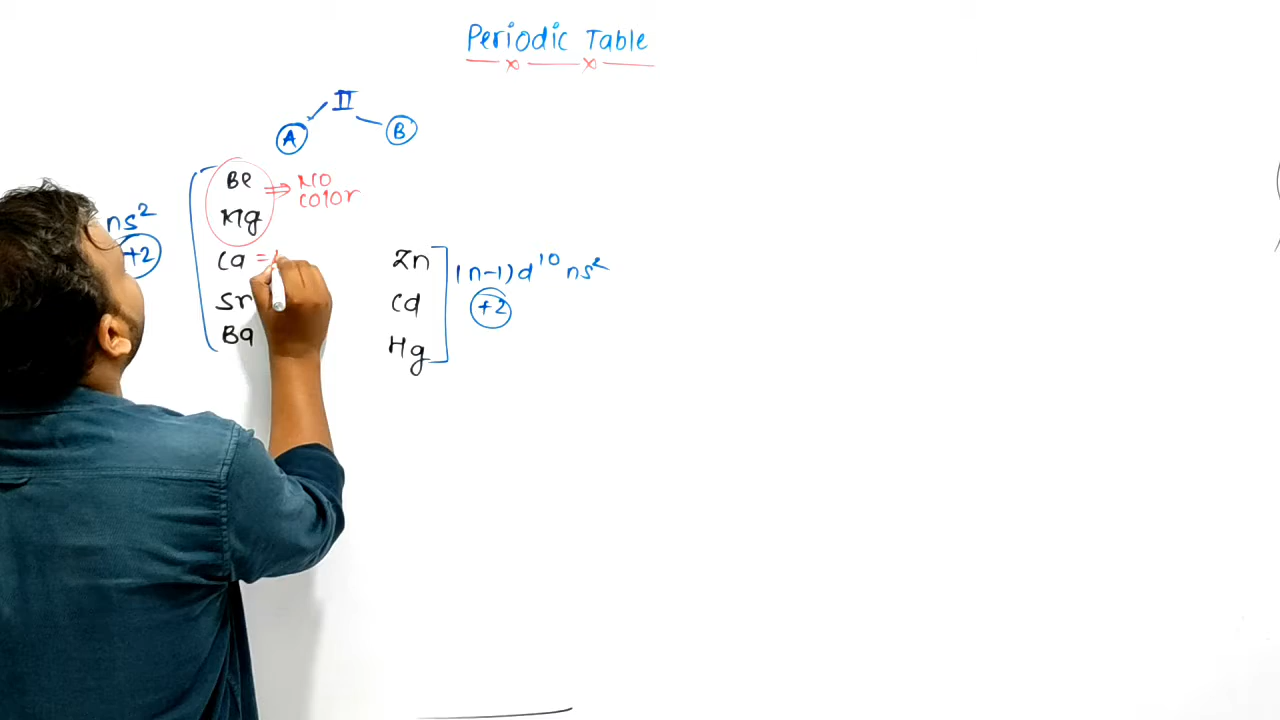 Periodic Table
II
A
B
Be
Mg
Ca =
Sr
Ba
NO
COlOr
ns²
+2
Zn
Cd
Hg
(n-1)d¹⁰ ns²
+2